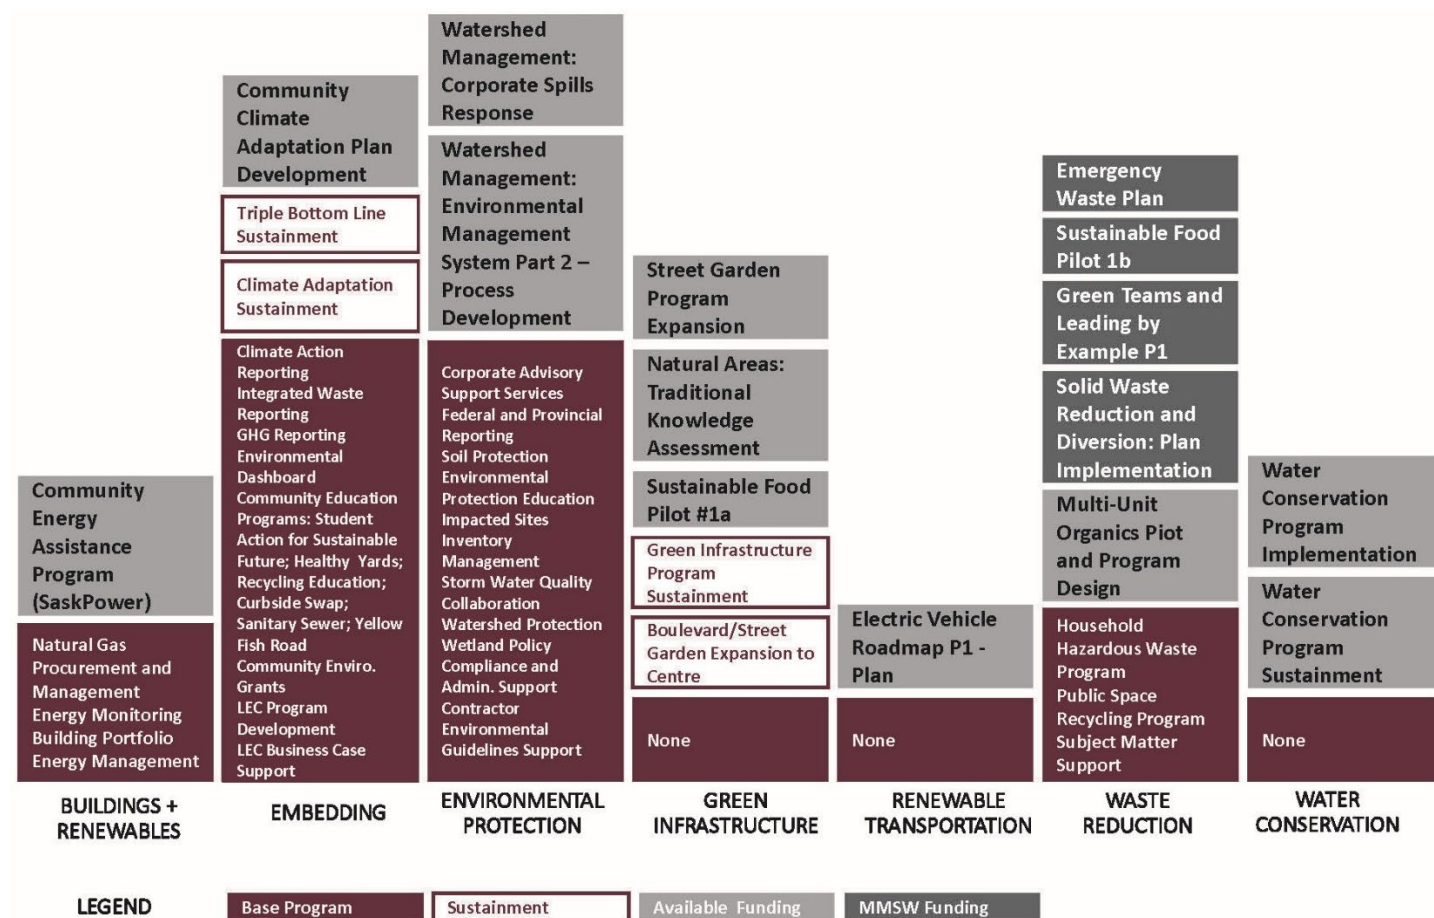 Community
Energy
Assistance
Program
(SaskPower)
Natural Gas
Procurement and
Management
Energy Monitoring
Building Portfolio
Energy Management
BUILDINGS +
RENEWABLES
Community
Climate
Adaptation Plan
Development
Triple Bottom Line
Sustainment
Climate Adaptation
Sustainment
Climate Action
Reporting
Integrated Waste
Reporting
GHG Reporting
Environmental
Dashboard
Community Education
Programs: Student
Action for Sustainable
Future; Healthy Yards;
Recycling Education;
Curbside Swap;
Sanitary Sewer; Yellow
Fish Road
Community Enviro.
Grants
LEC Program
Development
LEC Business Case
Support
EMBEDDING
Watershed
Management:
Corporate Spills
Response
Watershed
Management:
Environmental
Management
System Part 2 –
Process
Development
Corporate Advisory
Support Services
Federal and Provincial
Reporting
Soil Protection
Environmental
Protection Education
Impacted Sites
Inventory
Management
Storm Water Quality
Collaboration
Watershed Protection
Wetland Policy
Compliance and
Admin. Support
Contractor
Environmental
Guidelines Support
ENVIRONMENTAL
PROTECTION
Street Garden
Program
Expansion
Natural Areas:
Traditional
Knowledge
Assessment
Sustainable Food
Pilot #1a
Green Infrastructure
Program
Sustainment
Boulevard/Street
Garden Expansion to
Centre
None
GREEN
INFRASTRUCTURE
Electric Vehicle
Roadmap P1 -
Plan
None
RENEWABLE
TRANSPORTATION
Emergency
Waste Plan
Sustainable Food
Pilot 1b
Green Teams and
Leading by
Example P1
Solid Waste
Reduction and
Diversion: Plan
Implementation
Multi-Unit
Organics Piot
and Program
Design
Household
Hazardous Waste
Program
Public Space
Recycling Program
Subject Matter
Support
WASTE
REDUCTION
Water
Conservation
Program
Implementation
Water
Conservation
Program
Sustainment
None
WATER
CONSERVATION
LEGEND
Base Program
Sustainment
Available Funding
MMSW Funding